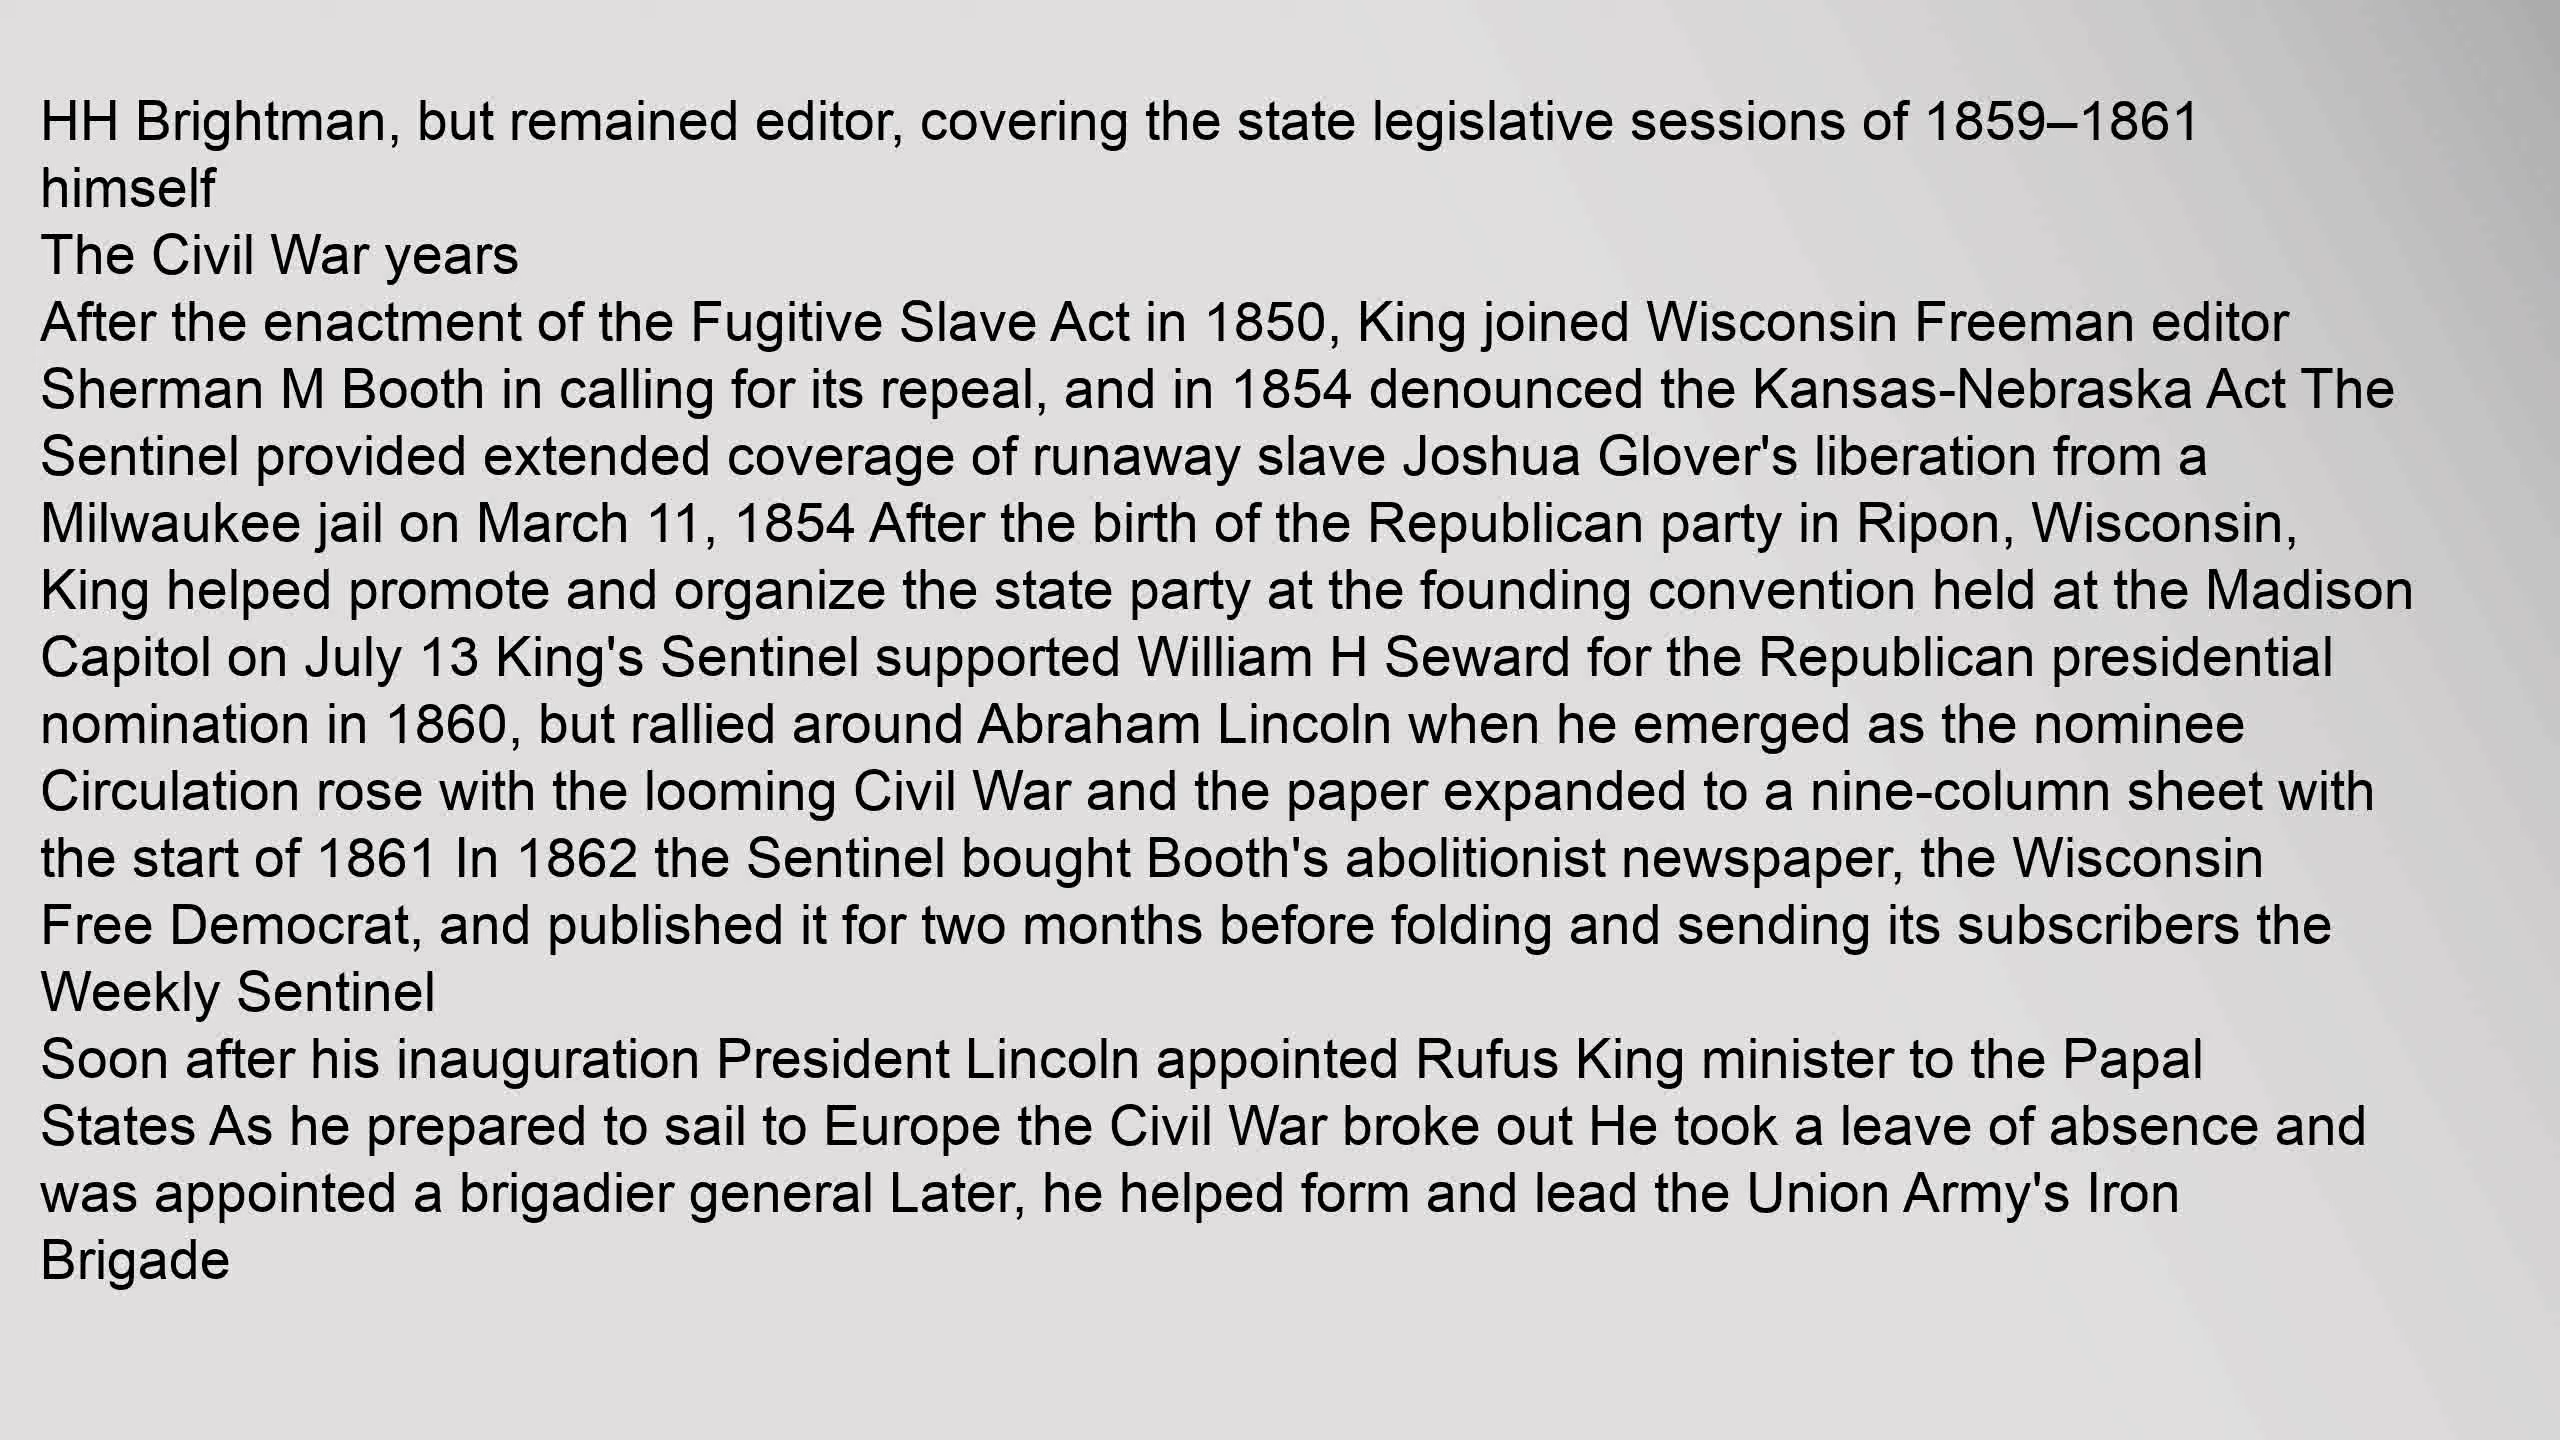 HH Brightman, but remained editor, covering the state legislative sessions of 1859–1861
himself
The Civil War years
After the enactment of the Fugitive Slave Act in 1850, King joined Wisconsin Freeman editor
Sherman M Booth in calling for its repeal, and in 1854 denounced the Kansas-Nebraska Act The
Sentinel provided extended coverage of runaway slave Joshua Glover's liberation from a
Milwaukee jail on March 11, 1854 After the birth of the Republican party in Ripon, Wisconsin,
King helped promote and organize the state party at the founding convention held at the Madison
Capitol on July 13 King's Sentinel supported William H Seward for the Republican presidential
nomination in 1860, but rallied around Abraham Lincoln when he emerged as the nominee
Circulation rose with the looming Civil War and the paper expanded to a nine-column sheet with
the start of 1861 In 1862 the Sentinel bought Booth's abolitionist newspaper, the Wisconsin
Free Democrat, and published it for two months before folding and sending its subscribers the
Weekly Sentinel
Soon after his inauguration President Lincoln appointed Rufus King minister to the Papal
States As he prepared to sail to Europe the Civil War broke out He took a leave of absence and
was appointed a brigadier general Later, he helped form and lead the Union Army's Iron
Brigade